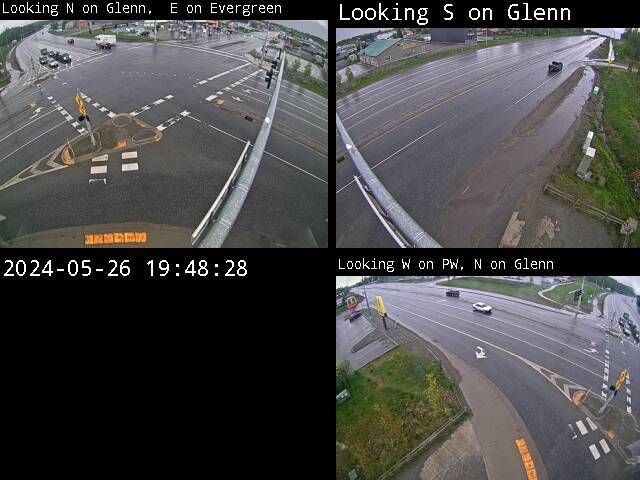 Looking N on Glenn,  E on Evergreen
Looking S on Glenn
2024-05-26 19:48:28
Looking W on PW, N on Glenn